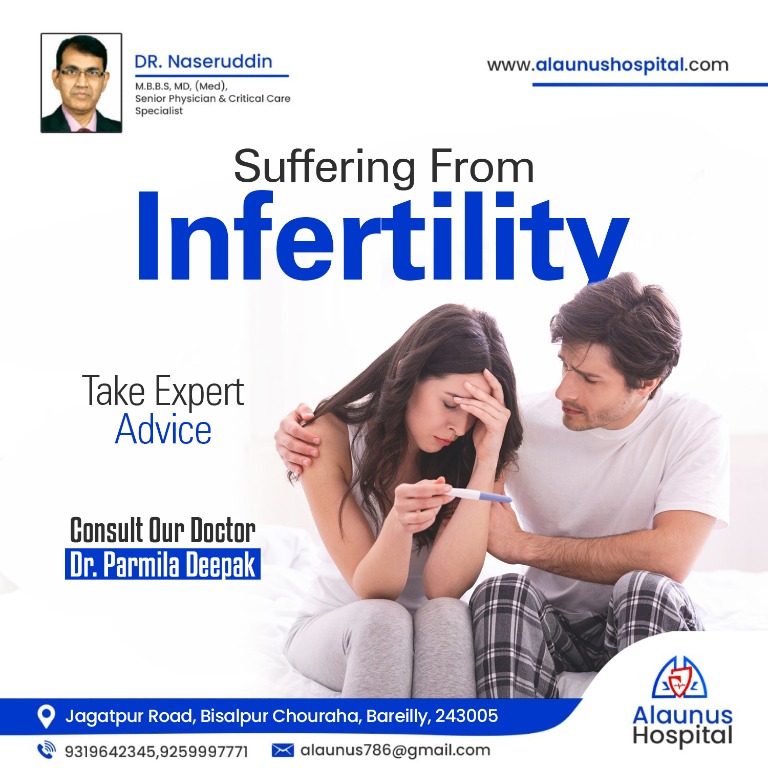 DR. Naseruddin
M.B.B.S, MD, (Med),
Senior Physician & Critical Care
Specialist
www.alaunushospital.com
Suffering From
Infertility
Take Expert
Advice
Consult Our Doctor
Dr. Parmila Deepak
Jagatpur Road, Bisalpur Chouraha, Bareilly, 243005
9319642345,9259997771
alaunus786@gmail.com
Alaunus
Hospital